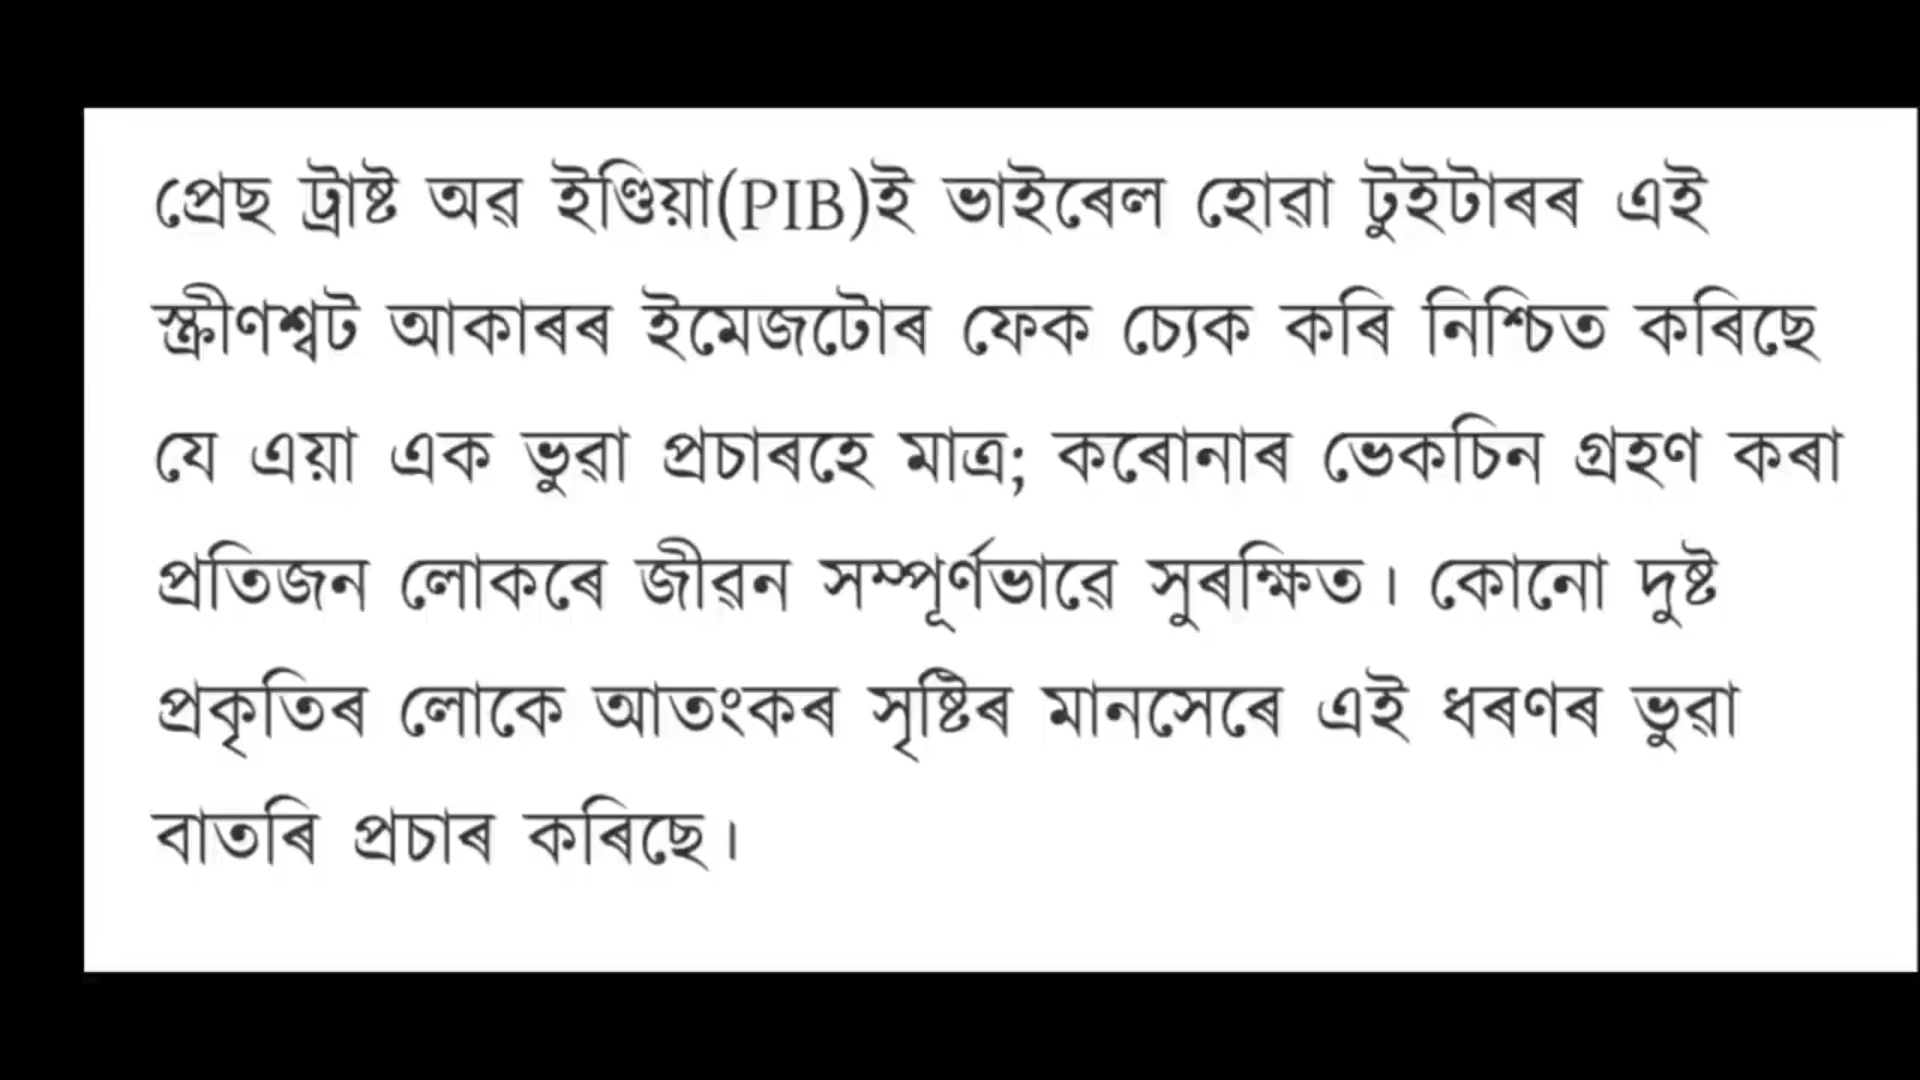 প্ৰেছ ট্ৰাষ্ট অৱ ইণ্ডিয়া(PIB)ই ভাইৰেল হোৱা টুইটাৰৰ এই
স্ক্ৰীণশ্বট আকাৰৰ ইমেজটোৰ ফেক চ্যেক কৰি নিশ্চিত কৰিছে
যে এয়া এক ভুৱা প্ৰচাৰহে মাত্ৰ; কৰোনাৰ ভেকচিন গ্ৰহণ কৰা
প্ৰতিজন লোকৰে জীৱন সম্পূৰ্ণভাৱে সুৰক্ষিত। কোনো দুষ্ট
প্ৰকৃতিৰ লোকে আতংকৰ সৃষ্টিৰ মানসেৰে এই ধৰণৰ ভুৱা
বাতৰি প্ৰচাৰ কৰিছে।